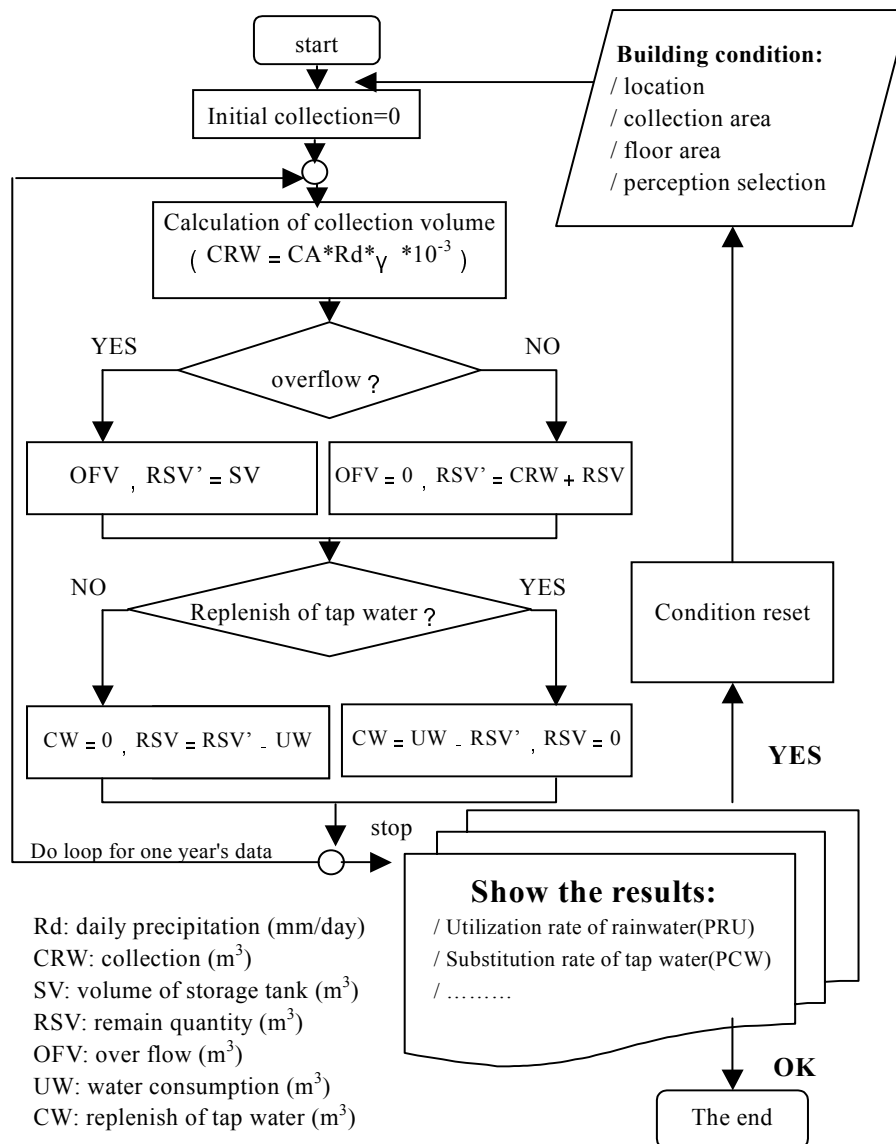 start
Building condition:
/ location
/ collection area
/ floor area
/ perception selection
Initial collection=0
Calculation of collection volume
( CRW = CA*Rd*γ *10⁻³ )
YES
NO
overflow ?
OFV , RSV’ = SV
OFV = 0 , RSV’ = CRW + RSV
NO
YES
Replenish of tap water ?
Condition reset
CW = 0 , RSV = RSV’ - UW
CW = UW - RSV’ , RSV = 0
YES
stop
Do loop for one year's data
Show the results:
/ Utilization rate of rainwater(PRU)
/ Substitution rate of tap water(PCW)
/ ………
Rd: daily precipitation (mm/day)
CRW: collection (m³)
SV: volume of storage tank (m³)
RSV: remain quantity (m³)
OFV: over flow (m³)
UW: water consumption (m³)
CW: replenish of tap water (m³)
OK
The end